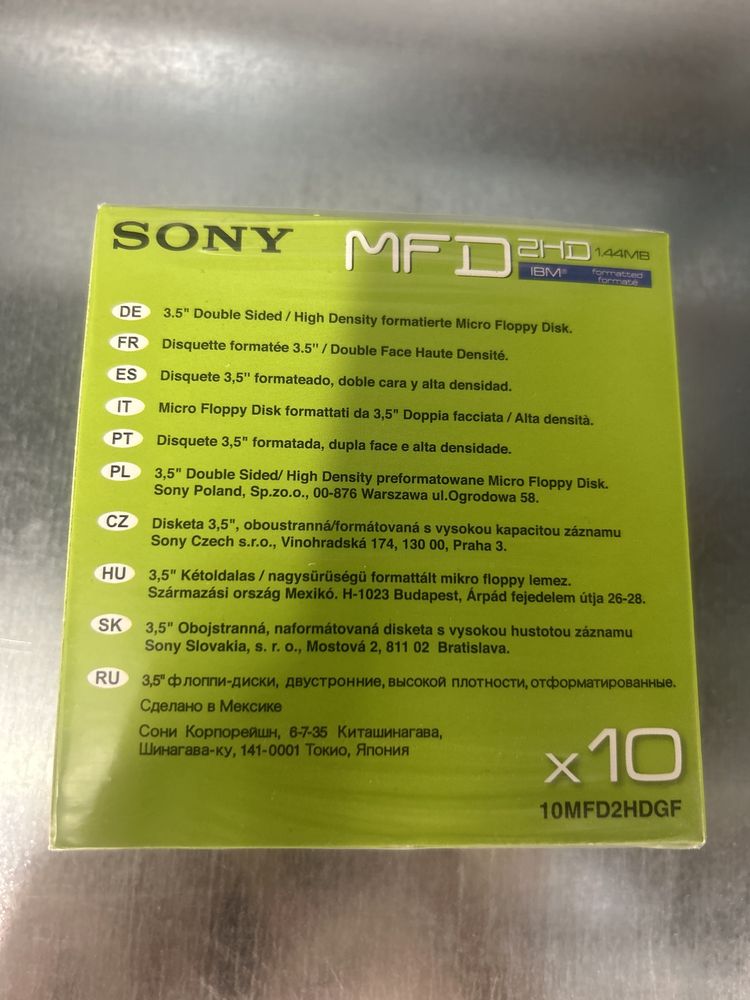 SONY
MFD 2HD 1.44MB
IBM® formatted
formaté
DE 3.5" Double Sided / High Density formatierte Micro Floppy Disk.
FR Disquette formatée 3.5" / Double Face Haute Densité.
ES Disquete 3,5" formateado, doble cara y alta densidad.
IT Micro Floppy Disk formattati da 3,5" Doppia facciata / Alta densità.
PT Disquete 3,5" formatada, dupla face e alta densidade.
PL 3,5" Double Sided/ High Density preformatowane Micro Floppy Disk.
Sony Poland, Sp.zo.o., 00-876 Warszawa ul.Ogrodowa 58.
CZ Disketa 3,5", oboustranná/formátovaná s vysokou kapacitou záznamu
Sony Czech s.r.o., Vinohradská 174, 130 00, Praha 3.
HU 3,5" Kétoldalas / nagysürüségü formattált mikro floppy lemez.
Származási ország Mexikó. H-1023 Budapest, Árpád fejedelem útja 26-28.
SK 3,5" Obojstranná, naformátovaná disketa s vysokou hustotou záznamu
Sony Slovakia, s. r. o., Mostová 2, 811 02 Bratislava.
RU 3,5" флоппи-диски, двустронние, высокой плотности, отформатированные.
Сделано в Мексике
Сони Корпорейшн, 6-7-35 Киташинагава,
Шинагава-ку, 141-0001 Токио, Япония
x10
10MFD2HDGF